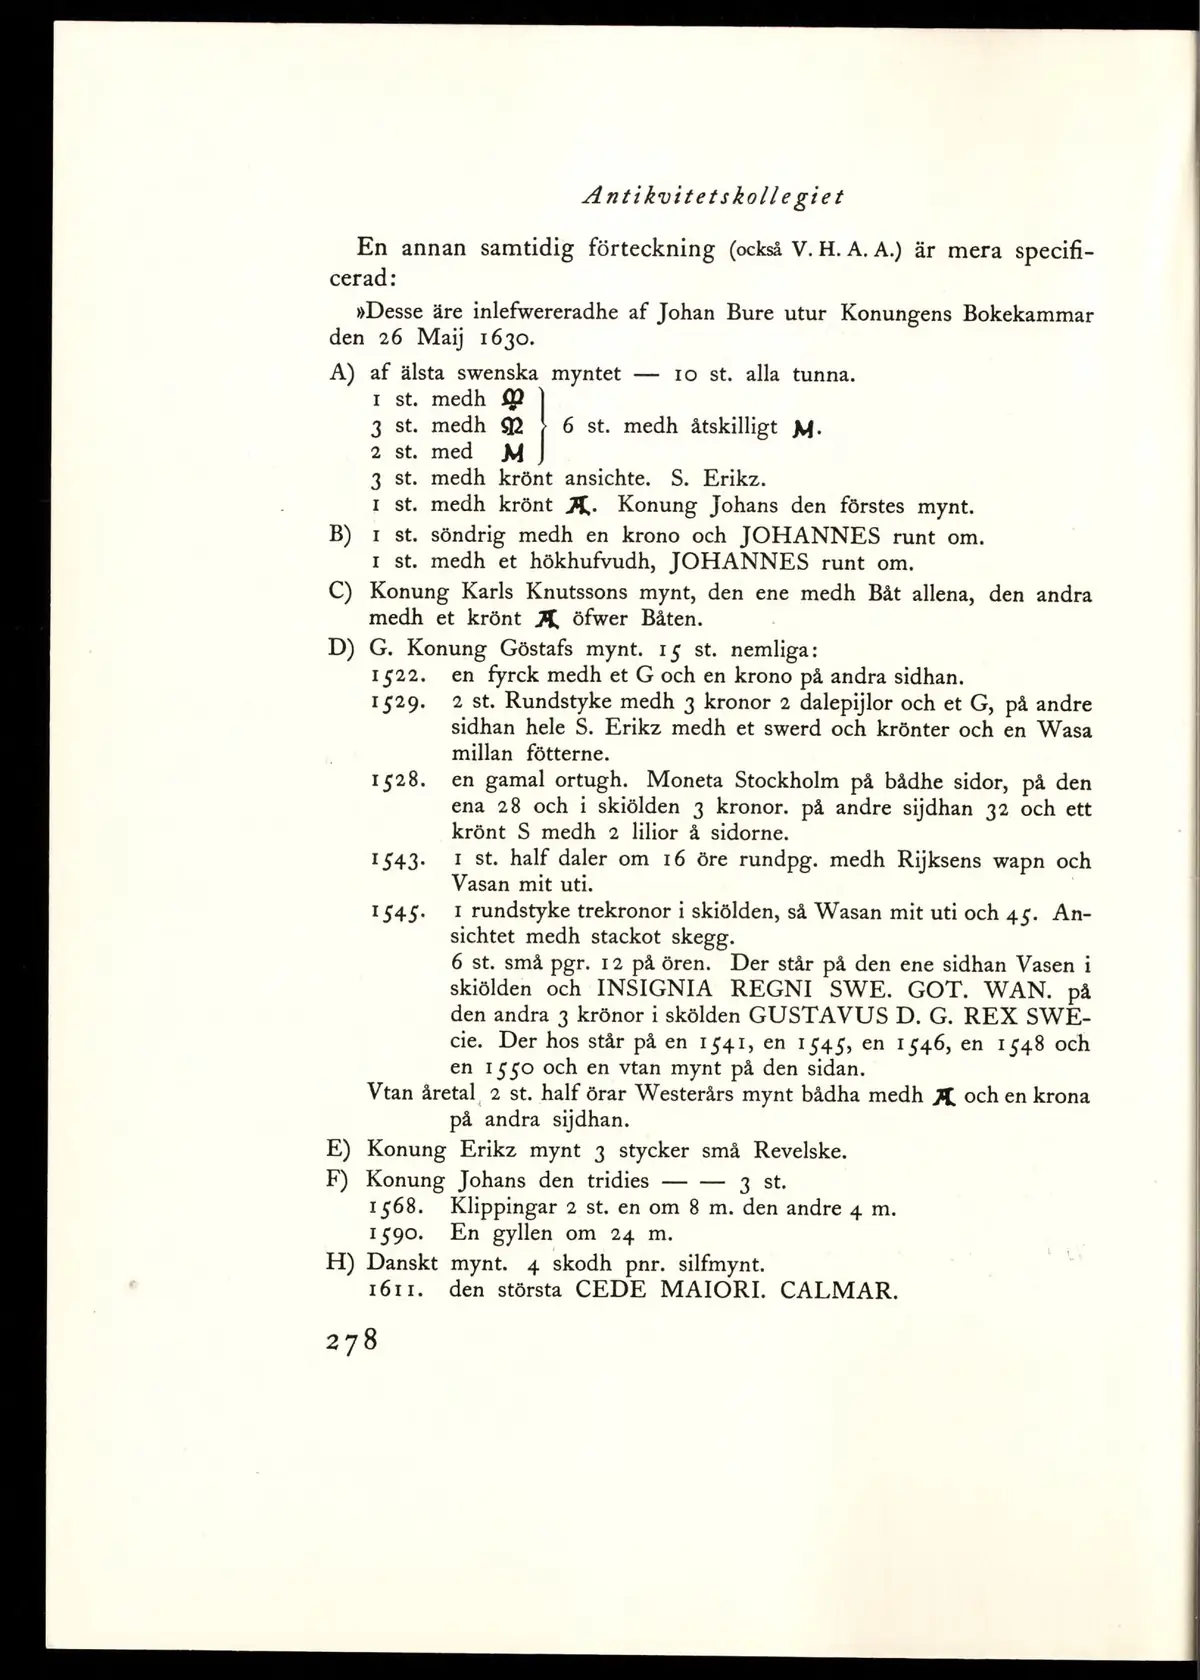 Antikvitetskollegiet
En annan samtidig förteckning (också V. H. A. A.) är mera specifi-
cerad:
»Desse äre inlefwereradhe af Johan Bure utur Konungens Bokekammar
den 26 Maij 1630.
A) af älsta swenska myntet — 10 st. alla tunna.
1 st. medh
3 st. medh } 6 st. medh åtskilligt M.
2 st. med M
3 st. medh krönt ansichte. S. Erikz.
1 st. medh krönt A. Konung Johans den förstes mynt.
B) 1 st. söndrig medh en krono och JOHANNES runt om.
1 st. medh et hökhufvudh, JOHANNES runt om.
C) Konung Karls Knutssons mynt, den ene medh Båt allena, den andra
medh et krönt A öfwer Båten.
D) G. Konung Göstafs mynt. 15 st. nemliga:
1522. en fyrck medh et G och en krono på andra sidhan.
1529. 2 st. Rundstyke medh 3 kronor 2 dalepijlor och et G, på andre
sidhan hele S. Erikz medh et swerd och krönter och en Wasa
millan fötterne.
1528. en gamal ortugh. Moneta Stockholm på bådhe sidor, på den
ena 28 och i skiölden 3 kronor. på andre sijdhan 32 och ett
krönt S medh 2 lilior å sidorne.
1543. 1 st. half daler om 16 öre rundpg. medh Rijksens wapn och
Vasan mit uti.
1545. 1 rundstyke trekronor i skiölden, så Wasan mit uti och 45. An-
sichtet medh stackot skegg.
6 st. små pgr. 12 på ören. Der står på den ene sidhan Vasen i
skiölden och INSIGNIA REGNI SWE. GOT. WAN. på
den andra 3 krönor i skölden GUSTAVUS D. G. REX SWE-
cie. Der hos står på en 1541, en 1545, en 1546, en 1548 och
en 1550 och en vtan mynt på den sidan.
Vtan åretal 2 st. half örar Westerårs mynt bådha medh A och en krona
på andra sijdhan.
E) Konung Erikz mynt 3 stycker små Revelske.
F) Konung Johans den tridies — — 3 st.
1568. Klippingar 2 st. en om 8 m. den andre 4 m.
1590. En gyllen om 24 m.
H) Danskt mynt. 4 skodh pnr. silfmynt.
1611. den största CEDE MAIORI. CALMAR.
278